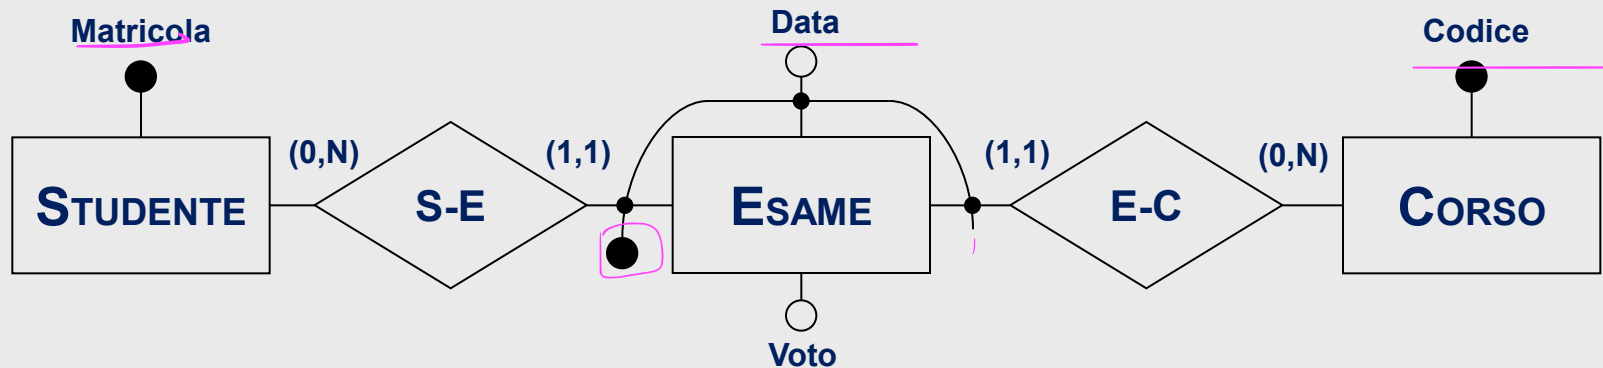 Matricola
Data
Codice
(0,N)
(1,1)
(1,1)
(0,N)
STUDENTE
S-E
ESAME
E-C
CORSO
Voto